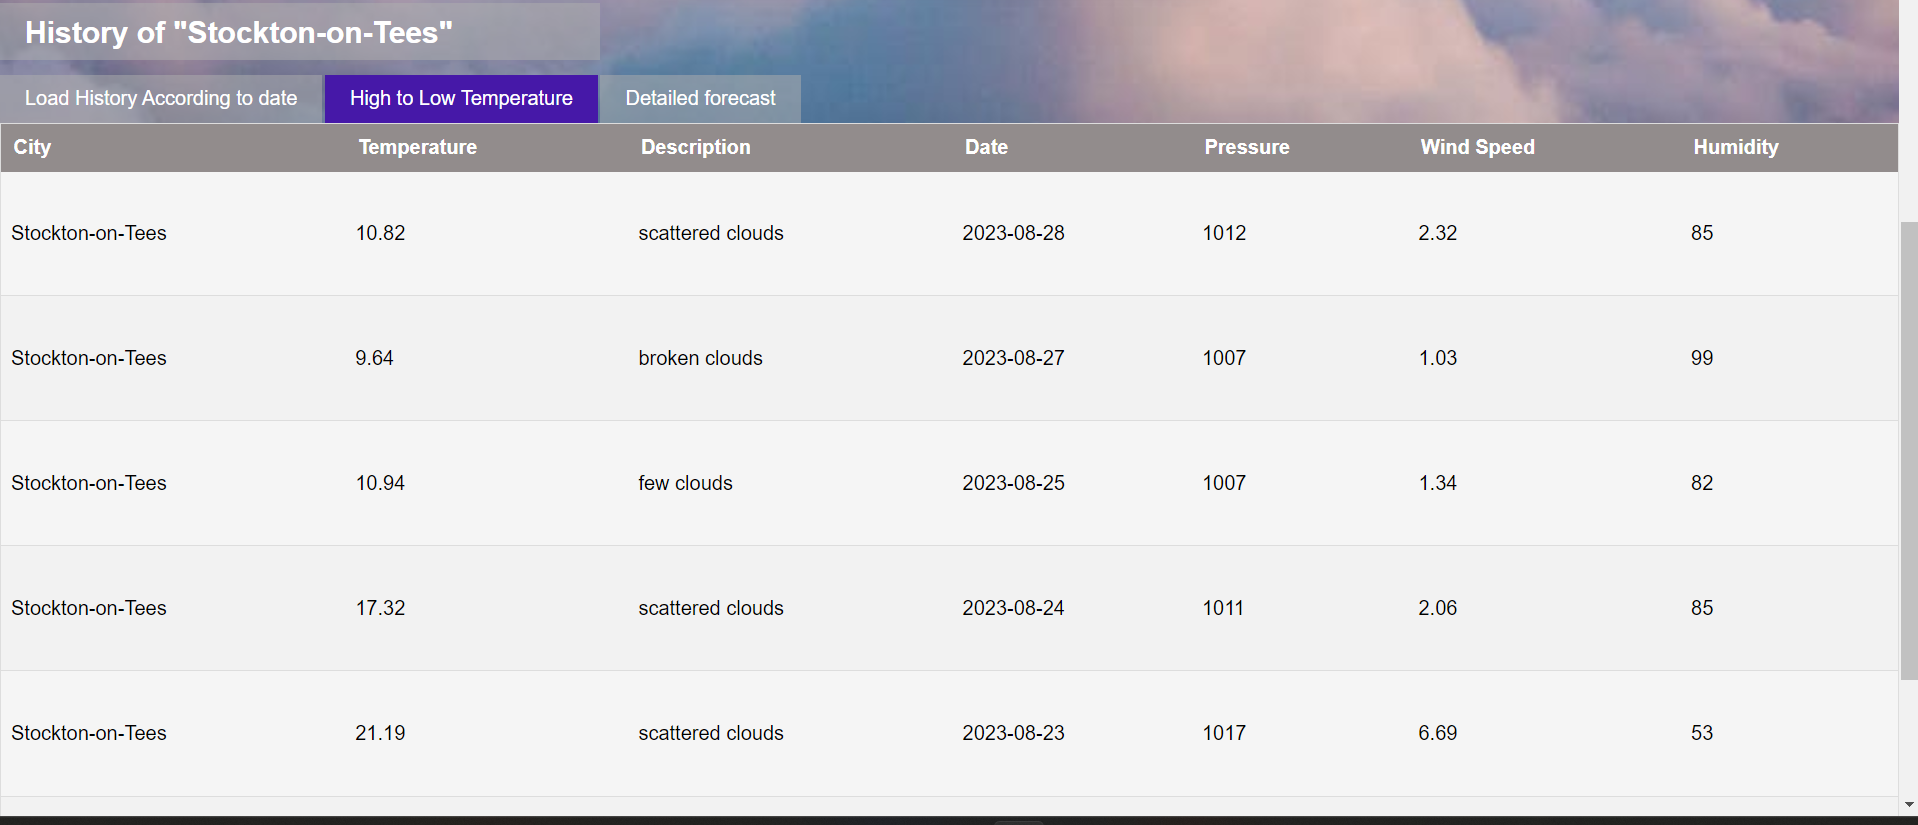 History of "Stockton-on-Tees"
Load History According to date High to Low Temperature Detailed forecast
City Temperature Description Date Pressure Wind Speed Humidity
Stockton-on-Tees 10.82 scattered clouds 2023-08-28 1012 2.32 85
Stockton-on-Tees 9.64 broken clouds 2023-08-27 1007 1.03 99
Stockton-on-Tees 10.94 few clouds 2023-08-25 1007 1.34 82
Stockton-on-Tees 17.32 scattered clouds 2023-08-24 1011 2.06 85
Stockton-on-Tees 21.19 scattered clouds 2023-08-23 1017 6.69 53